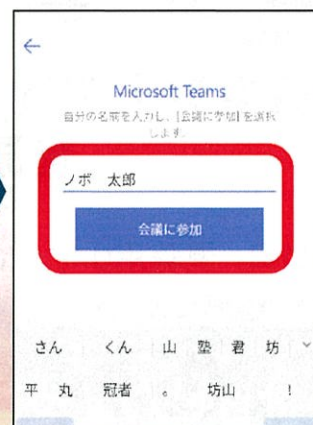 ←
Microsoft Teams
自分の名前を入力し、[会議に参加] を選択
します。
ノボ 太郎
会議に参加
さん くん 山 塾 君 坊
平 丸 冠者 。 坊山 !